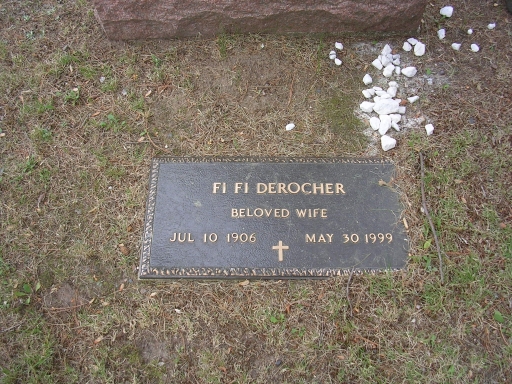 FI FI DEROCHER
BELOVED WIFE
JUL 10 1906 MAY 30 1999